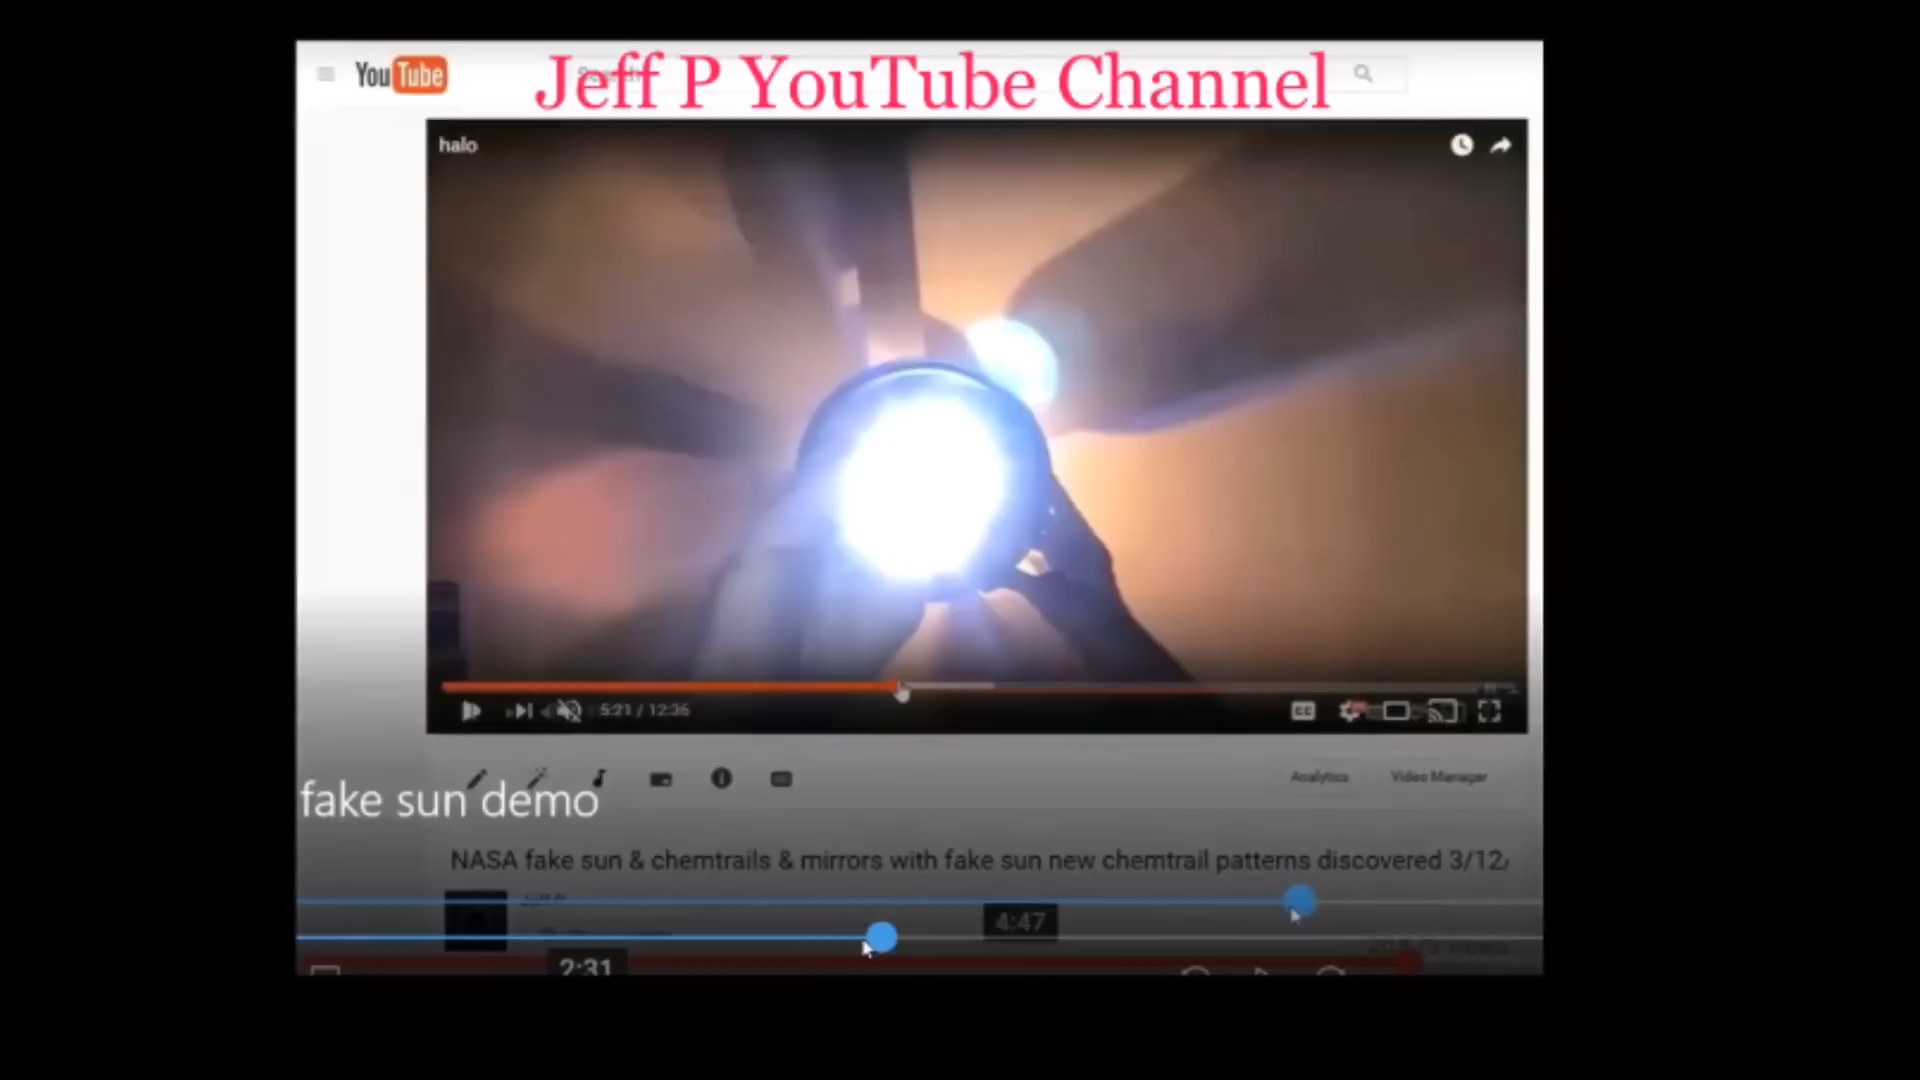 YouTube
Jeff P YouTube Channel
halo
5:21 / 12:36
Analytics
Video Manager
fake sun demo
NASA fake sun & chemtrails & mirrors with fake sun new chemtrail patterns discovered 3/12/
Jeff P
4:47
2:31